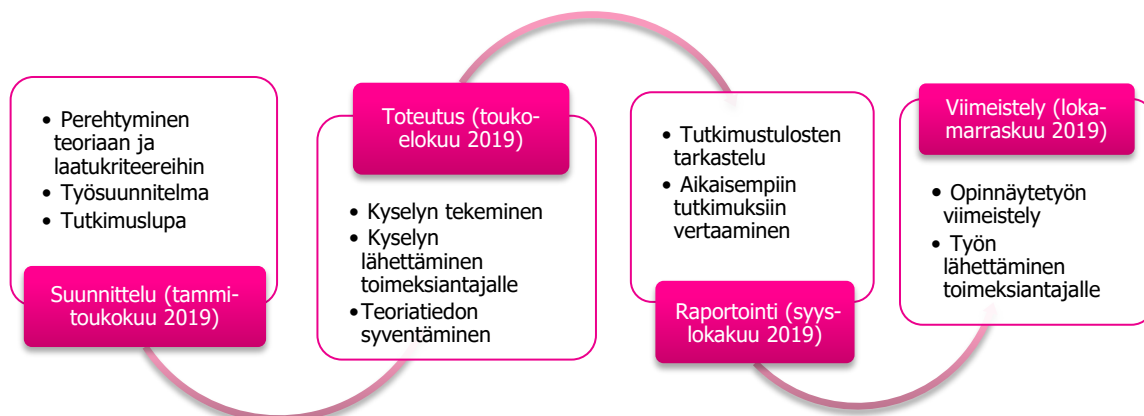 • Perehtyminen
teoriaan ja
laatukriteereihin
• Työsuunnitelma
• Tutkimuslupa
Suunnittelu (tammi-
toukokuu 2019)
Toteutus (touko-
elokuu 2019)
• Kyselyn tekeminen
• Kyselyn
lähettäminen
toimeksiantajalle
• Teoriatiedon
syventäminen
• Tutkimustulosten
tarkastelu
• Aikaisempiin
tutkimuksiin
vertaaminen
Raportointi (syys-
lokakuu 2019)
Viimeistely (loka-
marraskuu 2019)
• Opinnäytetyön
viimeistely
• Työn
lähettäminen
toimeksiantajalle